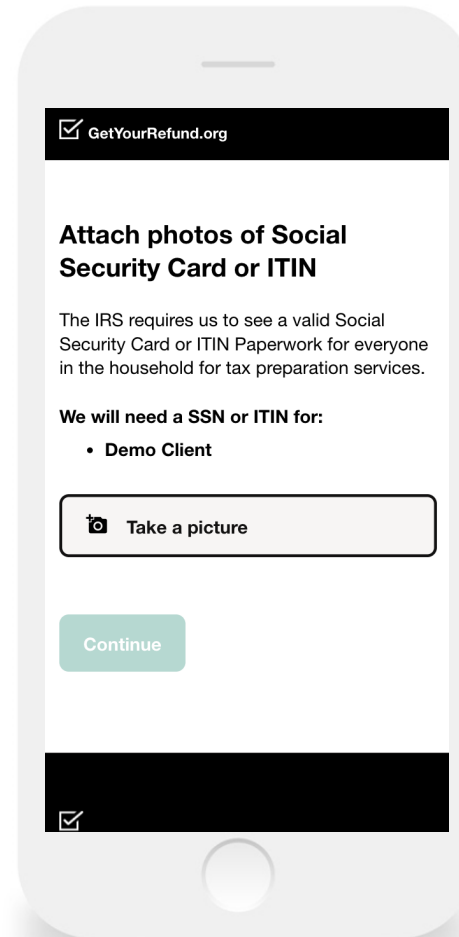 GetYourRefund.org
Attach photos of Social
Security Card or ITIN
The IRS requires us to see a valid Social
Security Card or ITIN Paperwork for everyone
in the household for tax preparation services.
We will need a SSN or ITIN for:
• Demo Client
Take a picture
Continue